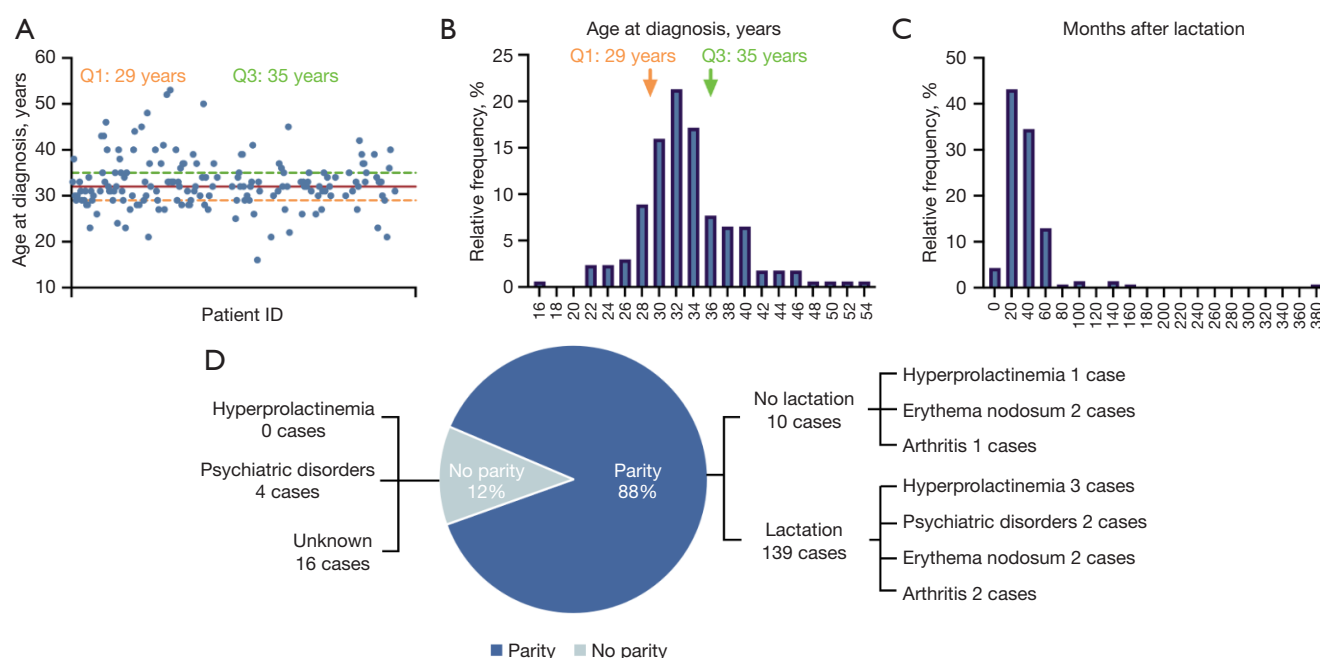 A
Age at diagnosis, years
60
50
40
30
20
10
Q1: 29 years
Q3: 35 years
Patient ID
B
Age at diagnosis, years
Q1: 29 years
Q3: 35 years
Relative frequency, %
25
20
15
10
5
0
16
18
20
22
24
26
28
30
32
34
36
38
40
42
44
46
48
50
52
54
C
Months after lactation
Relative frequency, %
50
40
30
20
10
0
0
20
40
60
80
100
120
140
160
180
200
220
240
260
280
300
320
340
360
380
D
Hyperprolactinemia
0 cases
Psychiatric disorders
4 cases
Unknown
16 cases
No parity
12%
Parity
88%
No lactation
10 cases
Hyperprolactinemia 1 case
Erythema nodosum 2 cases
Arthritis 1 cases
Lactation
139 cases
Hyperprolactinemia 3 cases
Psychiatric disorders 2 cases
Erythema nodosum 2 cases
Arthritis 2 cases
Parity
No parity